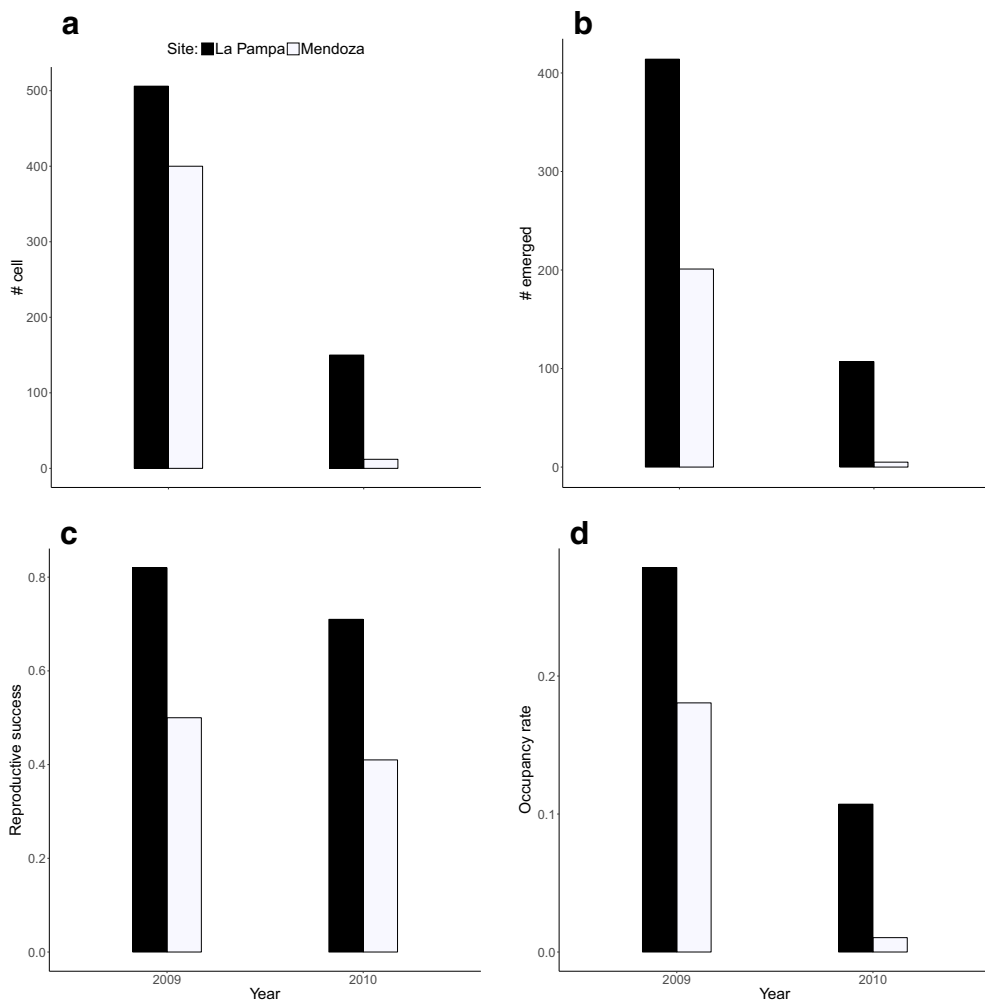 a
Site: La Pampa Mendoza
500
400
300
200
100
0
# cell
b
400
300
200
100
0
# emerged
c
0.8
0.6
0.4
0.2
0.0
Reproductive success
2009 2010
Year
d
0.2
0.1
0.0
Occupancy rate
2009 2010
Year